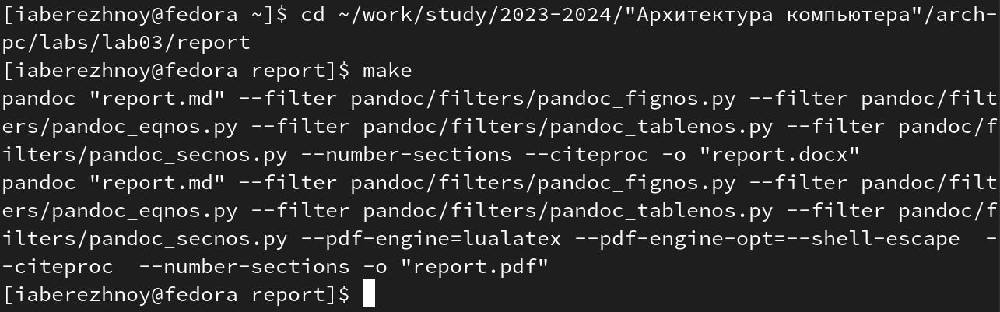 [iaberezhnoy@fedora ~]$ cd ~/work/study/2023-2024/"Архитектура компьютера"/arch-
pc/labs/lab03/report
[iaberezhnoy@fedora report]$ make
pandoc "report.md" --filter pandoc/filters/pandoc_fignos.py --filter pandoc/filt
ers/pandoc_eqnos.py --filter pandoc/filters/pandoc_tablenos.py --filter pandoc/f
ilters/pandoc_secnos.py --number-sections --citeproc -o "report.docx"
pandoc "report.md" --filter pandoc/filters/pandoc_fignos.py --filter pandoc/filt
ers/pandoc_eqnos.py --filter pandoc/filters/pandoc_tablenos.py --filter pandoc/f
ilters/pandoc_secnos.py --pdf-engine=lualatex --pdf-engine-opt=--shell-escape  -
-citeproc  --number-sections -o "report.pdf"
[iaberezhnoy@fedora report]$